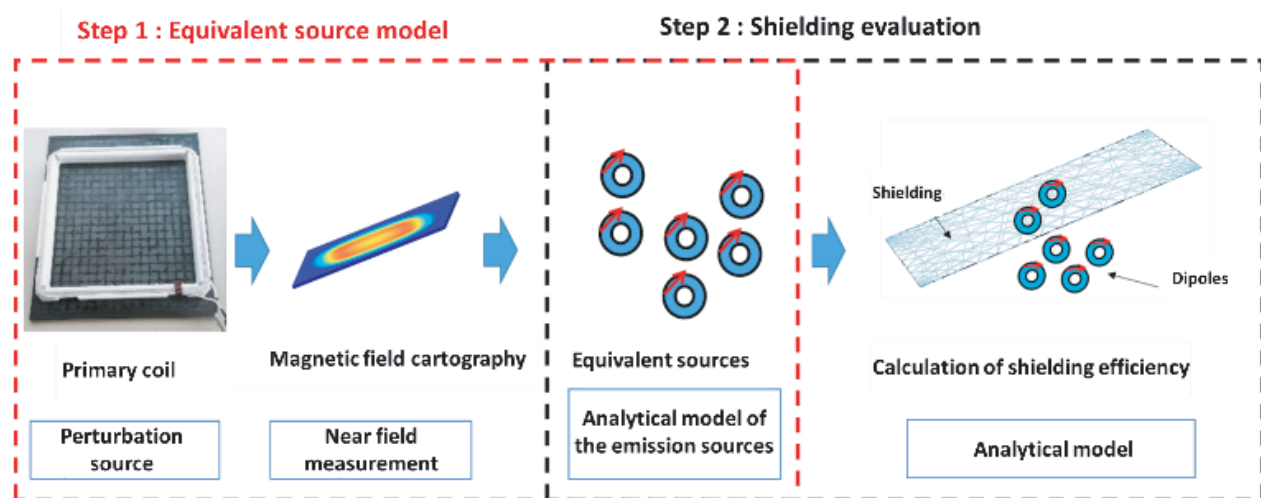 Step 1 : Equivalent source model
Step 2 : Shielding evaluation
Shielding
Dipoles
Primary coil
Magnetic field cartography
Equivalent sources
Calculation of shielding efficiency
Perturbation
source
Near field
measurement
Analytical model of
the emission sources
Analytical model